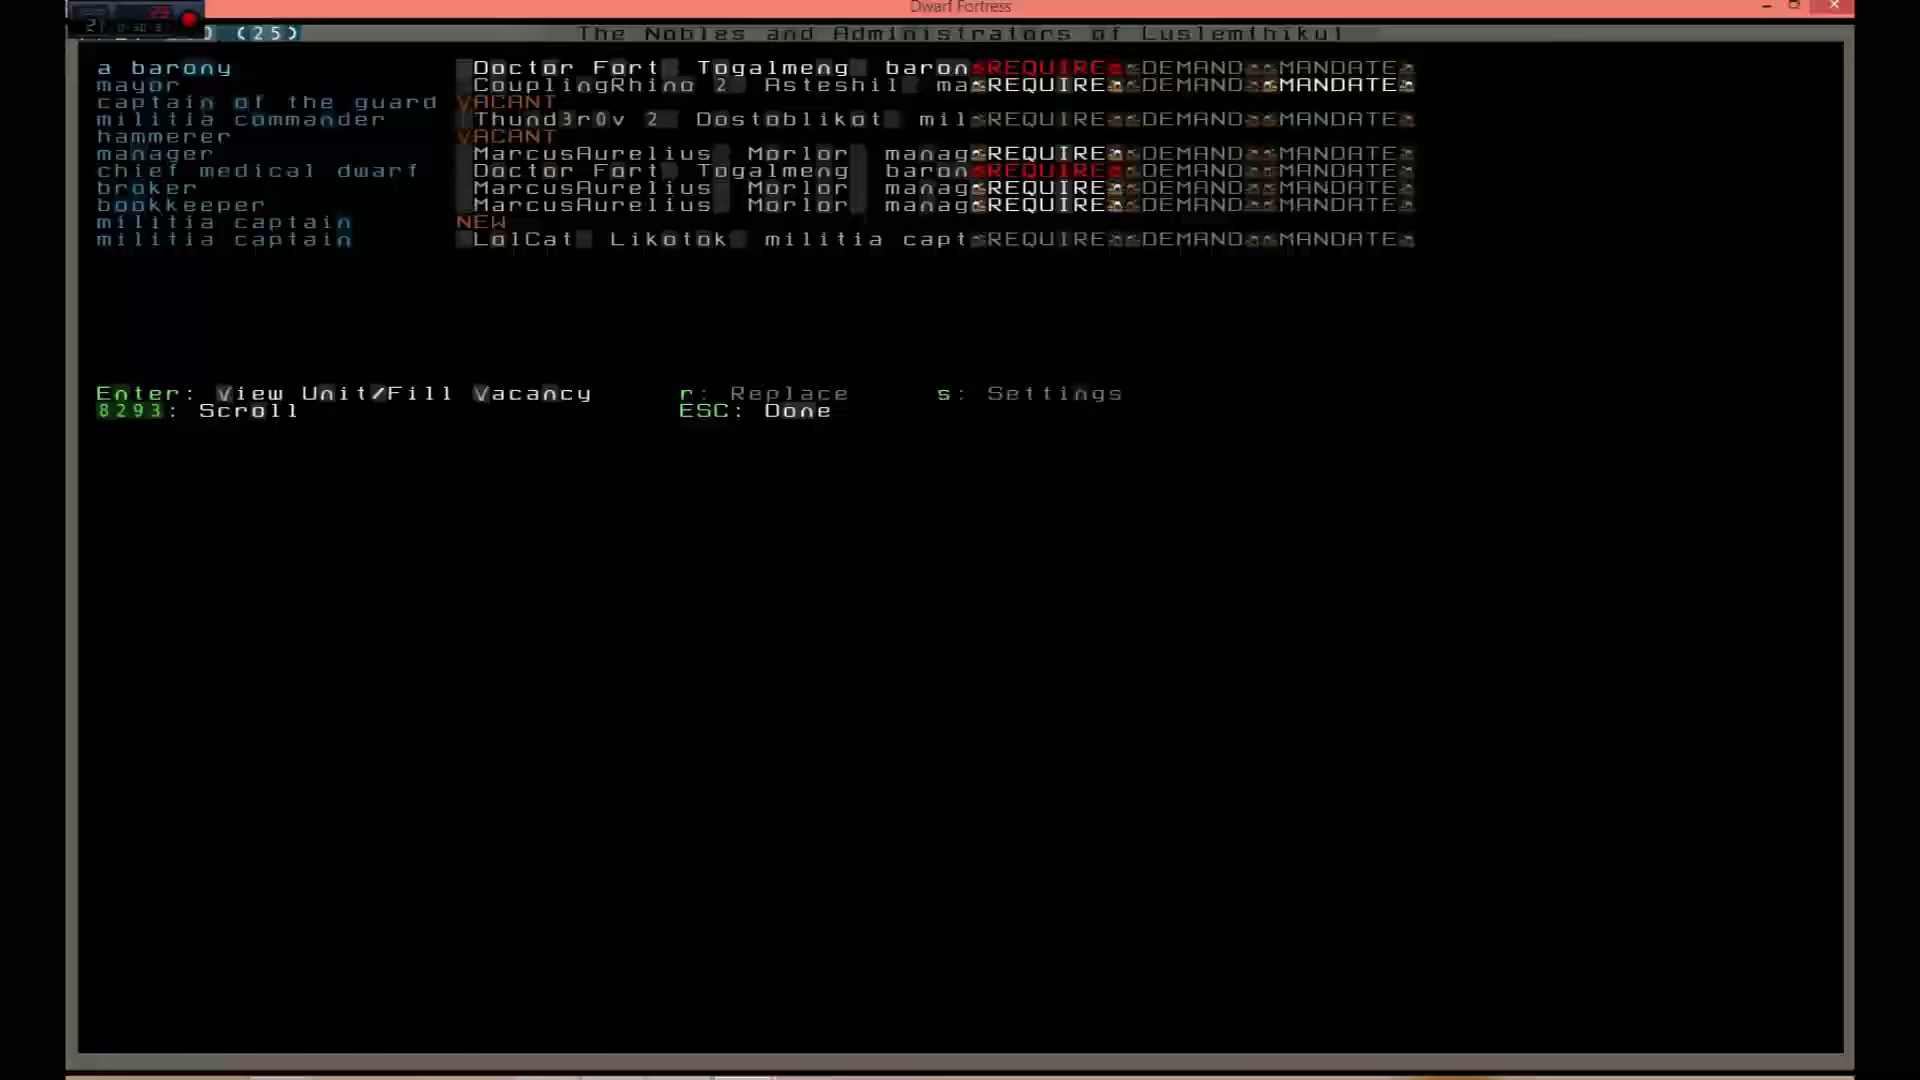 Dwarf Fortress
(25) The Nobles and Administrators of Luslemthikut
a barony Doctor Fort Togalmeng baron REQUIRE DEMAND MANDATE
mayor CouplingRhino 2 Asteshil ma REQUIRE DEMAND MANDATE
captain of the guard VACANT
militia commander Thund3r0v 2 Dostoblikot mil REQUIRE DEMAND MANDATE
hammerer VACANT
manager MarcusAurelius Morlor manag REQUIRE DEMAND MANDATE
chief medical dwarf Doctor Fort Togalmeng baron REQUIRE DEMAND MANDATE
broker MarcusAurelius Morlor manag REQUIRE DEMAND MANDATE
bookkeeper MarcusAurelius Morlor manag REQUIRE DEMAND MANDATE
militia captain NEW
militia captain LolCat Likotok militia capt REQUIRE DEMAND MANDATE
Enter: View Unit/Fill Vacancy r: Replace s: Settings
8293: Scroll ESC: Done